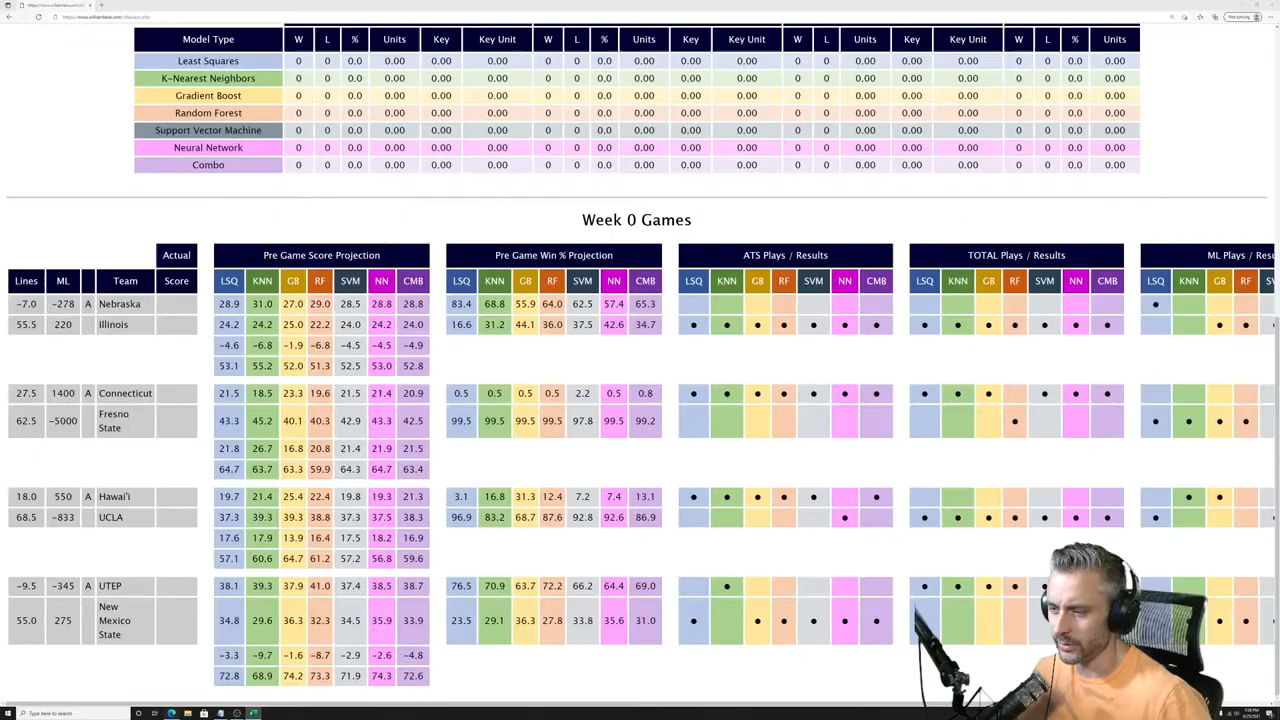 https://www.williamleiss.com/cfbplays.php
Not syncing
Model Type W L % Units Key Key Unit W L % Units Key Key Unit W L Units Key Key Unit W L % Units
Least Squares 0 0 0.0 0.00 0.00 0.00 0 0 0.0 0.00 0.00 0.00 0 0 0.00 0.00 0.00 0 0 0.0 0.00
K-Nearest Neighbors 0 0 0.0 0.00 0.00 0.00 0 0 0.0 0.00 0.00 0.00 0 0 0.00 0.00 0.00 0 0 0.0 0.00
Gradient Boost 0 0 0.0 0.00 0.00 0.00 0 0 0.0 0.00 0.00 0.00 0 0 0.00 0.00 0.00 0 0 0.0 0.00
Random Forest 0 0 0.0 0.00 0.00 0.00 0 0 0.0 0.00 0.00 0.00 0 0 0.00 0.00 0.00 0 0 0.0 0.00
Support Vector Machine 0 0 0.0 0.00 0.00 0.00 0 0 0.0 0.00 0.00 0.00 0 0 0.00 0.00 0.00 0 0 0.0 0.00
Neural Network 0 0 0.0 0.00 0.00 0.00 0 0 0.0 0.00 0.00 0.00 0 0 0.00 0.00 0.00 0 0 0.0 0.00
Combo 0 0 0.0 0.00 0.00 0.00 0 0 0.0 0.00 0.00 0.00 0 0 0.00 0.00 0.00 0 0 0.0 0.00
Week 0 Games
Actual Pre Game Score Projection Pre Game Win % Projection ATS Plays / Results TOTAL Plays / Results ML Plays / Resu
Lines ML Team Score LSQ KNN GB RF SVM NN CMB LSQ KNN GB RF SVM NN CMB LSQ KNN GB RF SVM NN CMB LSQ KNN GB RF SVM NN CMB LSQ KNN GB RF SV
-7.0 -278 A Nebraska 28.9 31.0 27.0 29.0 28.5 28.8 28.8 83.4 68.8 55.9 64.0 62.5 57.4 65.3
55.5 220 Illinois 24.2 24.2 25.0 22.2 24.0 24.2 24.0 16.6 31.2 44.1 36.0 37.5 42.6 34.7
-4.6 -6.8 -1.9 -6.8 -4.5 -4.5 -4.9
53.1 55.2 52.0 51.3 52.5 53.0 52.8
27.5 1400 A Connecticut 21.5 18.5 23.3 19.6 21.5 21.4 20.9 0.5 0.5 0.5 0.5 2.2 0.5 0.8
62.5 -5000 Fresno State 43.3 45.2 40.1 40.3 42.9 43.3 42.5 99.5 99.5 99.5 99.5 97.8 99.5 99.2
21.8 26.7 16.8 20.8 21.4 21.9 21.5
64.7 63.7 63.3 59.9 64.3 64.7 63.4
18.0 550 A Hawai'i 19.7 21.4 25.4 22.4 19.8 19.3 21.3 3.1 16.8 31.3 12.4 7.2 7.4 13.1
68.5 -833 UCLA 37.3 39.3 39.3 38.8 37.3 37.5 38.3 96.9 83.2 68.7 87.6 92.8 92.6 86.9
17.6 17.9 13.9 16.4 17.5 18.2 16.9
57.1 60.6 64.7 61.2 57.2 56.8 59.6
-9.5 -345 A UTEP 38.1 39.3 37.9 41.0 37.4 38.5 38.7 76.5 70.9 63.7 72.2 66.2 64.4 69.0
55.0 275 New Mexico State 34.8 29.6 36.3 32.3 34.5 35.9 33.9 23.5 29.1 36.3 27.8 33.8 35.6 31.0
-3.3 -9.7 -1.6 -8.7 -2.9 -2.6 -4.8
72.8 68.9 74.2 73.3 71.9 74.3 72.6
Type here to search